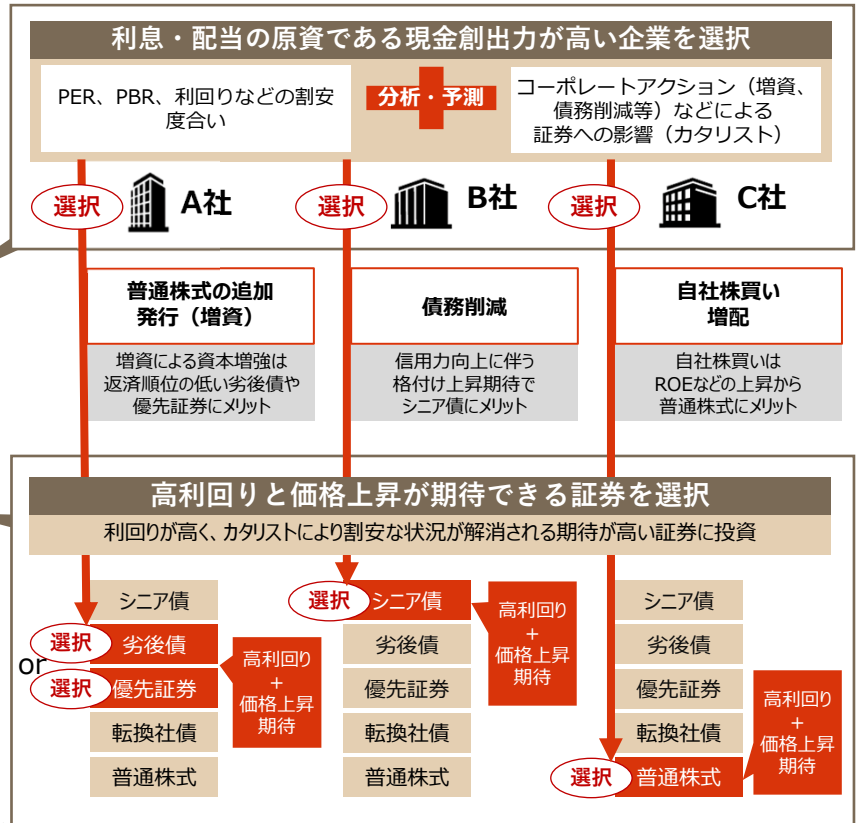 利息・配当の原資である現金創出力が高い企業を選択
PER、PBR、利回りなどの割安
度合い
分析・予測
コーポレートアクション（増資、
債務削減等）などによる
証券への影響（カタリスト）
選択
A社
選択
B社
選択
C社
普通株式の追加
発行（増資）
増資による資本増強は
返済順位の低い劣後債や
優先証券にメリット
債務削減
信用力向上に伴う
格付け上昇期待で
シニア債にメリット
自社株買い
増配
自社株買いは
ROEなどの上昇から
普通株式にメリット
高利回りと価格上昇が期待できる証券を選択
利回りが高く、カタリストにより割安な状況が解消される期待が高い証券に投資
シニア債
選択
劣後債
or
選択
優先証券
転換社債
普通株式
高利回り
+
価格上昇
期待
選択
シニア債
劣後債
優先証券
転換社債
普通株式
高利回り
+
価格上昇
期待
シニア債
劣後債
優先証券
転換社債
選択
普通株式
高利回り
+
価格上昇
期待